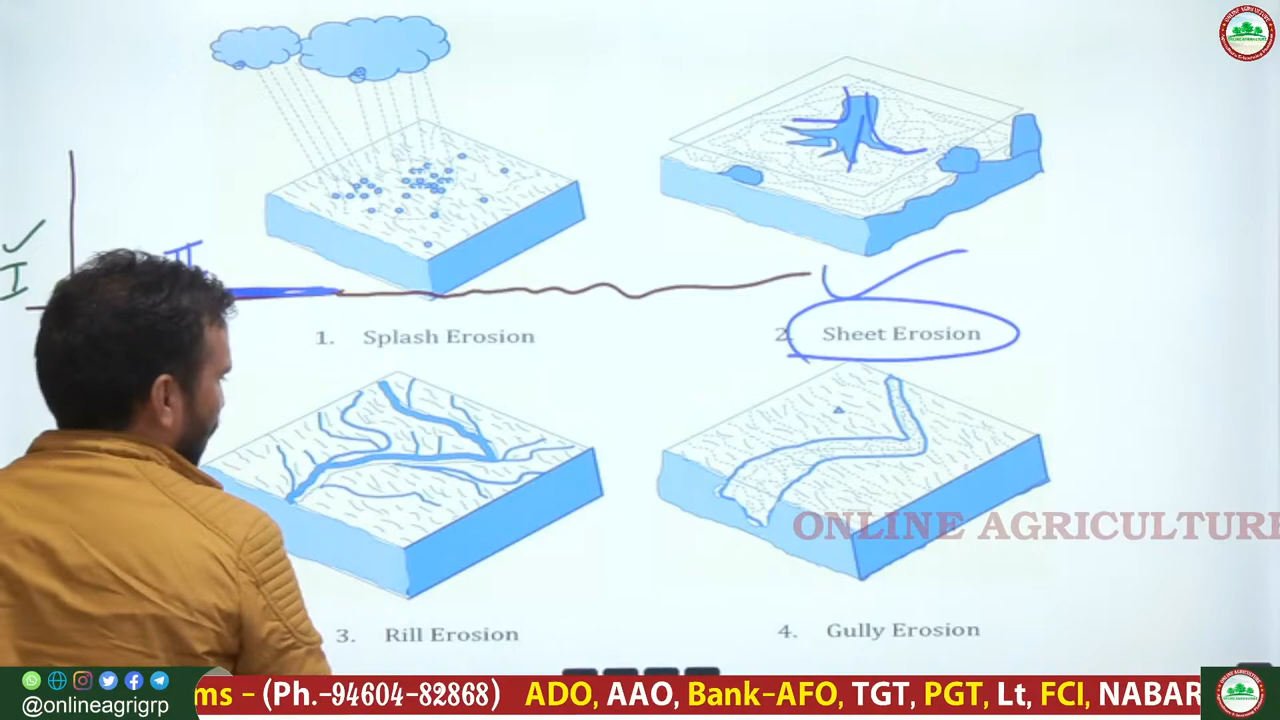 1. Splash Erosion
2. Sheet Erosion
3. Rill Erosion
4. Gully Erosion
ONLINE AGRICULTURE
@onlineagrigrp
ms - (Ph.-94604-82868) ADO, AAO, Bank-AFO, TGT, PGT, Lt, FCI, NABAR